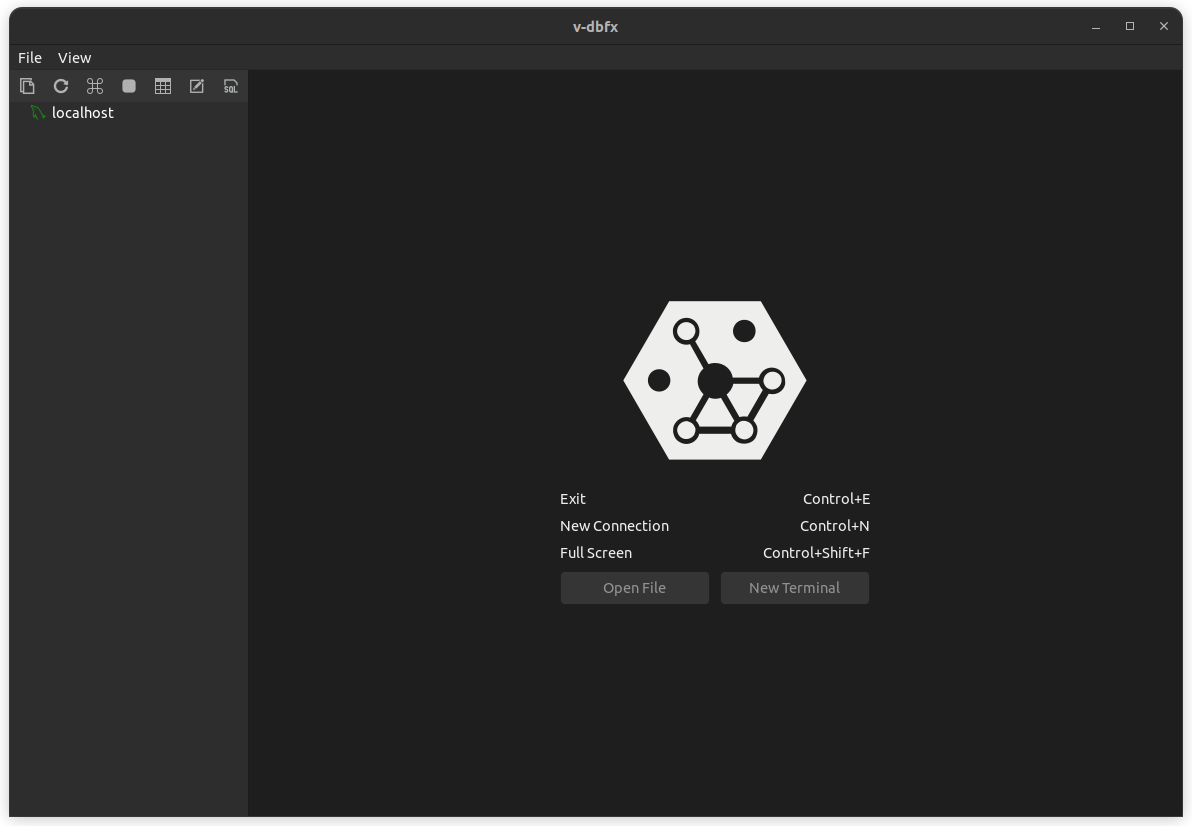 v-dbfx
File View
SQL
localhost
Exit Control+E
New Connection Control+N
Full Screen Control+Shift+F
Open File New Terminal